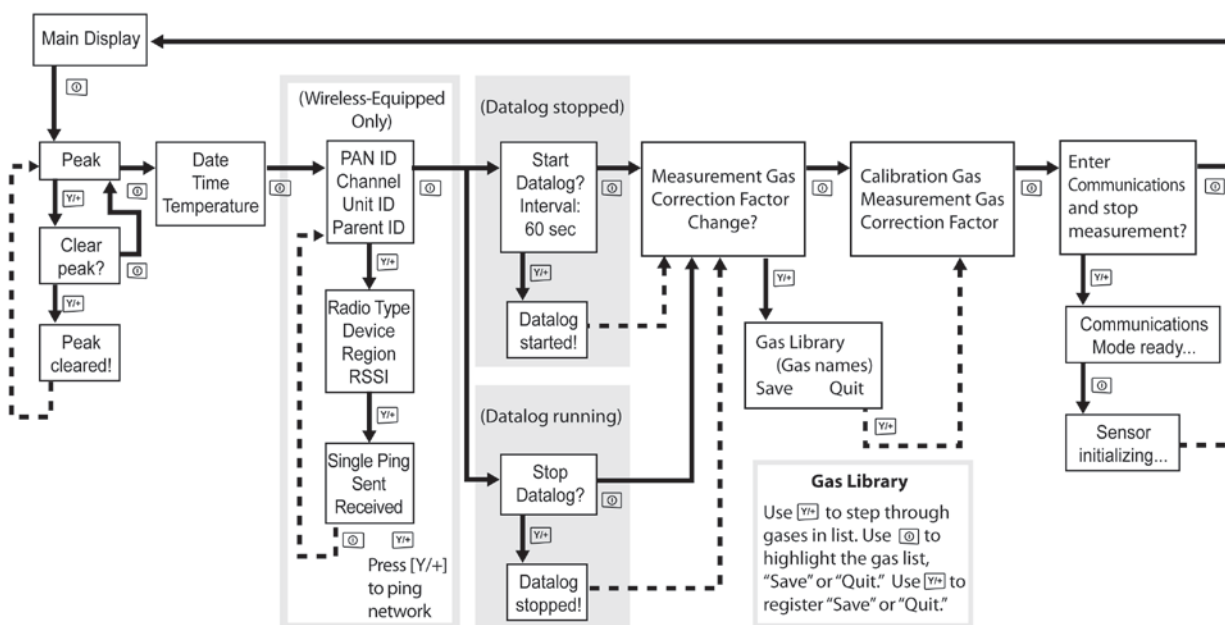 Main Display
Peak
Y/+
Clear
peak?
Y/+
Peak
cleared!
Date
Time
Temperature
(Wireless-Equipped
Only)
PAN ID
Channel
Unit ID
Parent ID
Y/+
Radio Type
Device
Region
RSSI
Y/+
Single Ping
Sent
Received
Y/+
Press [Y/+]
to ping
network
(Datalog stopped)
Start
Datalog?
Interval:
60 sec
Y/+
Datalog
started!
(Datalog running)
Stop
Datalog?
Y/+
Datalog
stopped!
Measurement Gas
Correction Factor
Change?
Y/+
Gas Library
(Gas names)
Save Quit
Y/+
Calibration Gas
Measurement Gas
Correction Factor
Enter
Communications
and stop
measurement?
Y/+
Communications
Mode ready...
Sensor
initializing...
Gas Library
Use Y/+ to step through
gases in list. Use to
highlight the gas list,
“Save” or “Quit.” Use Y/+ to
register “Save” or “Quit.”